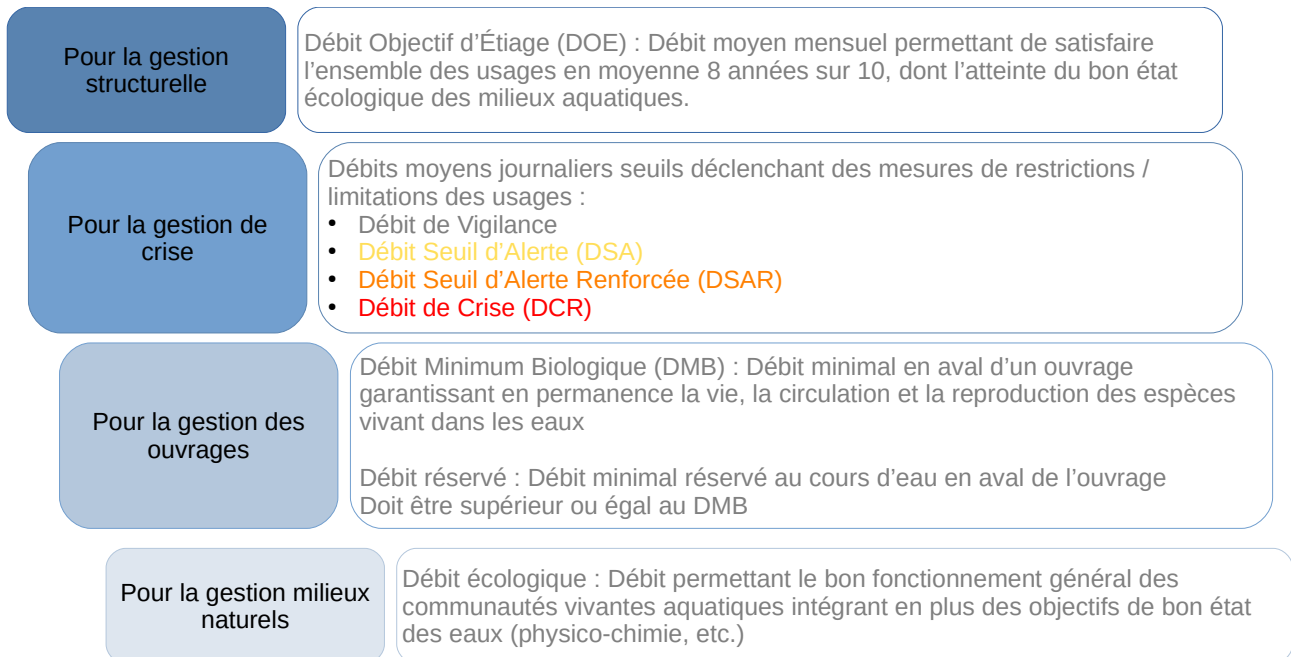 Pour la gestion
structurelle
Débit Objectif d’Étiage (DOE) : Débit moyen mensuel permettant de satisfaire
l’ensemble des usages en moyenne 8 années sur 10, dont l’atteinte du bon état
écologique des milieux aquatiques.
Pour la gestion de
crise
Débits moyens journaliers seuils déclenchant des mesures de restrictions /
limitations des usages :
• Débit de Vigilance
• Débit Seuil d’Alerte (DSA)
• Débit Seuil d’Alerte Renforcée (DSAR)
• Débit de Crise (DCR)
Pour la gestion des
ouvrages
Débit Minimum Biologique (DMB) : Débit minimal en aval d’un ouvrage
garantissant en permanence la vie, la circulation et la reproduction des espèces
vivant dans les eaux
Débit réservé : Débit minimal réservé au cours d’eau en aval de l’ouvrage
Doit être supérieur ou égal au DMB
Pour la gestion milieux
naturels
Débit écologique : Débit permettant le bon fonctionnement général des
communautés vivantes aquatiques intégrant en plus des objectifs de bon état
des eaux (physico-chimie, etc.)